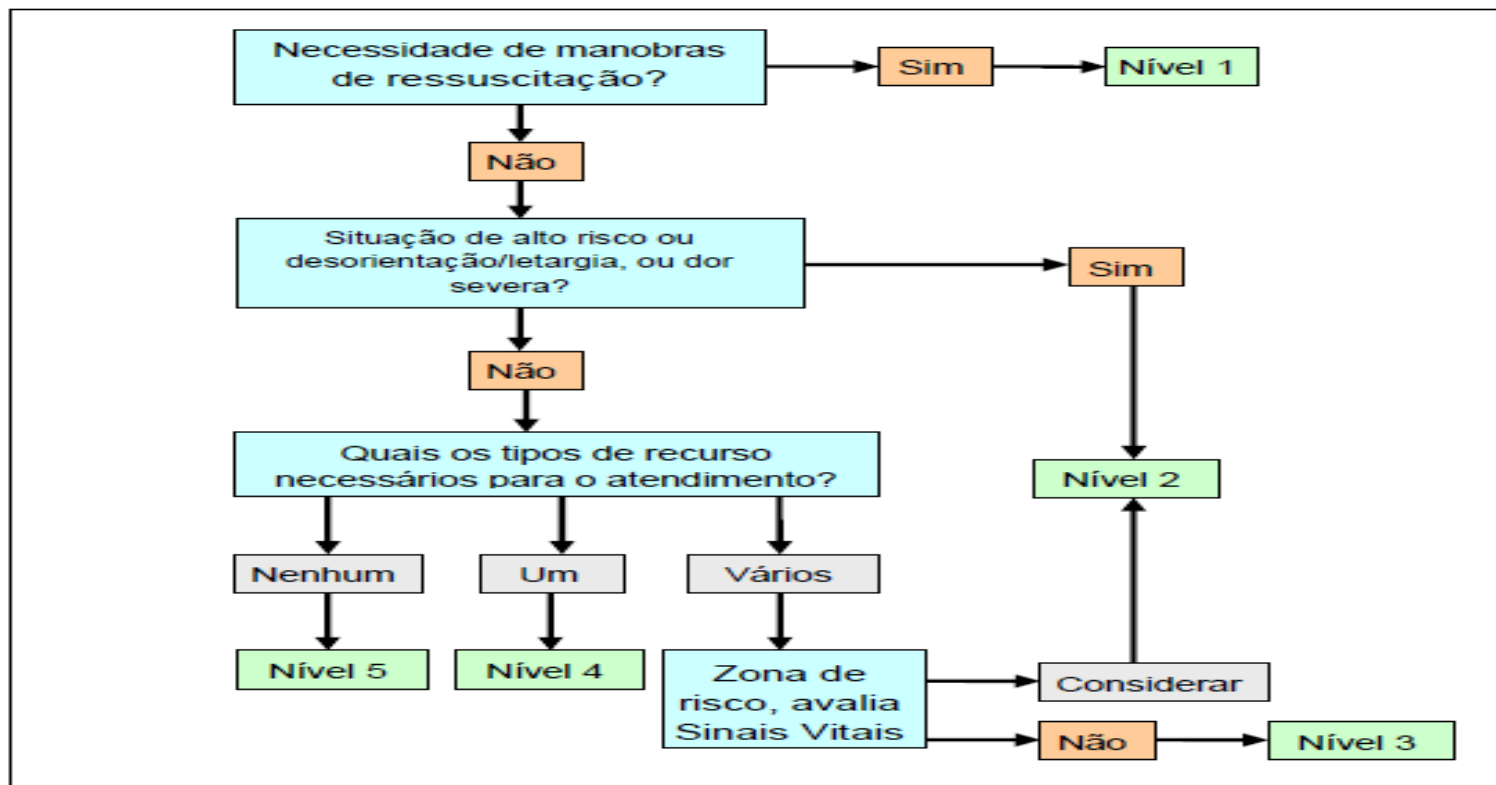 Necessidade de manobras
de ressuscitação?
Sim
Nível 1
Não
Situação de alto risco ou
desorientação/letargia, ou dor
severa?
Sim
Não
Quais os tipos de recurso
necessários para o atendimento?
Nível 2
Nenhum
Um
Vários
Nível 5
Nível 4
Zona de
risco, avalia
Sinais Vitais
Considerar
Não
Nível 3